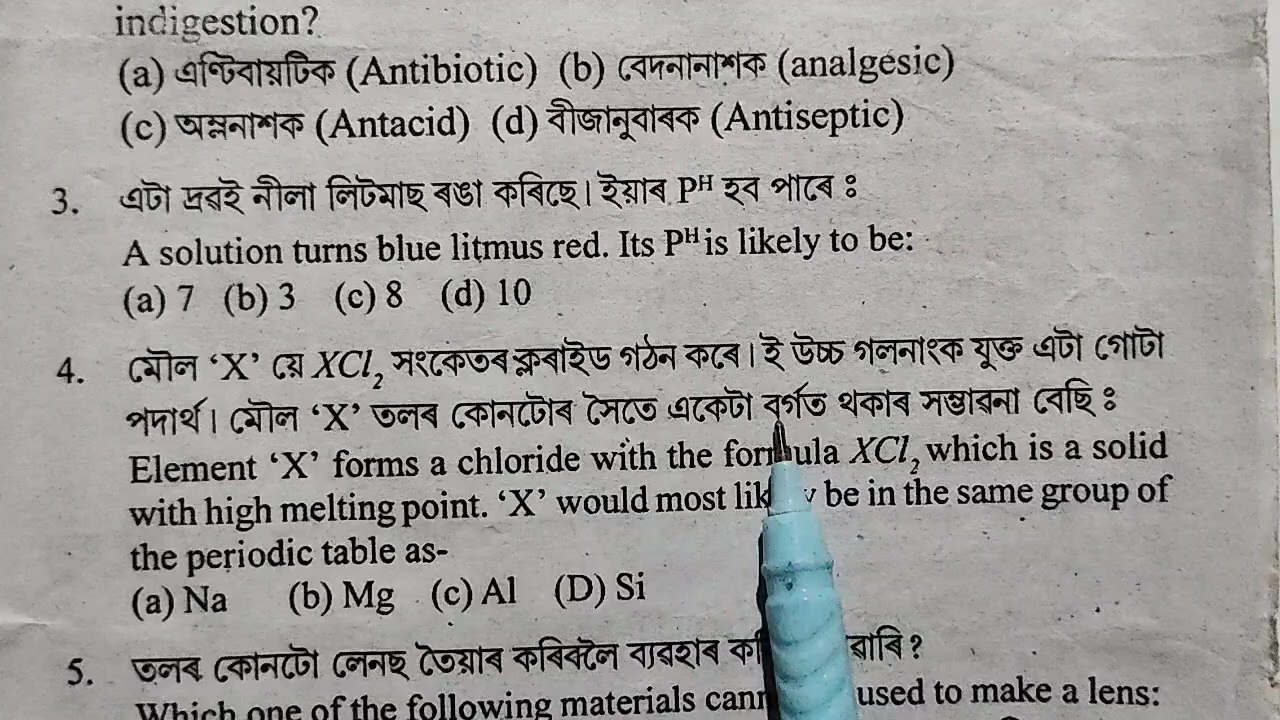 indigestion?
(a) এণ্টিবায়টিক (Antibiotic) (b) বেদনানাশক (analgesic)
(c) অম্লনাশক (Antacid) (d) বীজানুবাৰক (Antiseptic)
3. এটা দ্ৰৱই নীলা লিটমাছ ৰঙা কৰিছে। ইয়াৰ Pᴴ হব পাৰে ঃ
A solution turns blue litmus red. Its Pᴴ is likely to be:
(a) 7 (b) 3 (c) 8 (d) 10
4. মৌল ‘X’ য়ে XCl₂ সংকেতৰ ক্লৰাইড গঠন কৰে। ই উচ্চ গলনাংক যুক্ত এটা গোটা
পদাৰ্থ। মৌল ‘X’ তলৰ কোনটোৰ সৈতে একেটা বৰ্গত থকাৰ সম্ভাৱনা বেছি ঃ
Element ‘X’ forms a chloride with the formula XCl₂ which is a solid
with high melting point. ‘X’ would most likely be in the same group of
the periodic table as-
(a) Na (b) Mg (c) Al (D) Si
5. তলৰ কোনটো লেনছ তৈয়াৰ কৰিবলৈ ব্যৱহাৰ
Which one of the following materials used to make a lens: